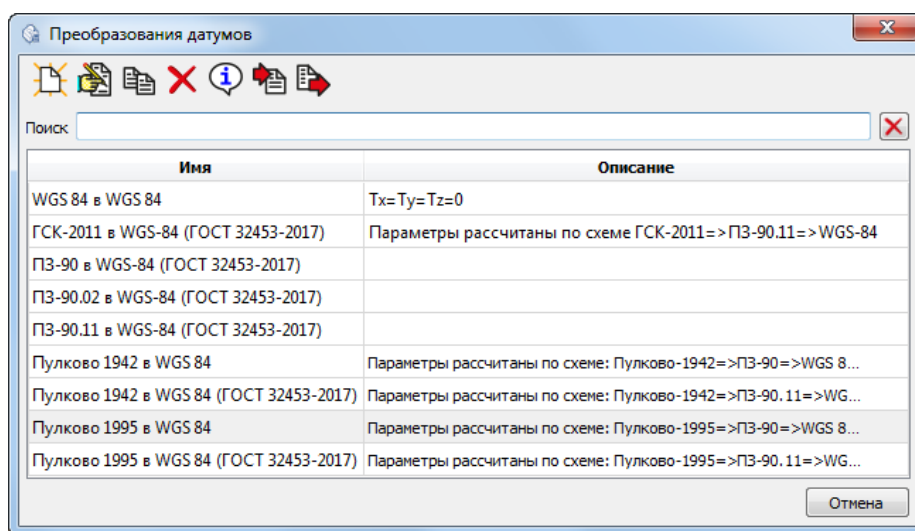 Преобразования датумов
Поиск
Имя Описание
WGS 84 в WGS 84 Tx=Ty=Tz=0
ГСК-2011 в WGS-84 (ГОСТ 32453-2017) Параметры рассчитаны по схеме ГСК-2011=>ПЗ-90.11=>WGS-84
ПЗ-90 в WGS-84 (ГОСТ 32453-2017)
ПЗ-90.02 в WGS-84 (ГОСТ 32453-2017)
ПЗ-90.11 в WGS-84 (ГОСТ 32453-2017)
Пулково 1942 в WGS 84 Параметры рассчитаны по схеме: Пулково-1942=>ПЗ-90=>WGS 8...
Пулково 1942 в WGS 84 (ГОСТ 32453-2017) Параметры рассчитаны по схеме: Пулково-1942=>ПЗ-90.11=>WG...
Пулково 1995 в WGS 84 Параметры рассчитаны по схеме: Пулково-1995=>ПЗ-90=>WGS 8...
Пулково 1995 в WGS 84 (ГОСТ 32453-2017) Параметры рассчитаны по схеме: Пулково-1995=>ПЗ-90.11=>WG...
Отмена